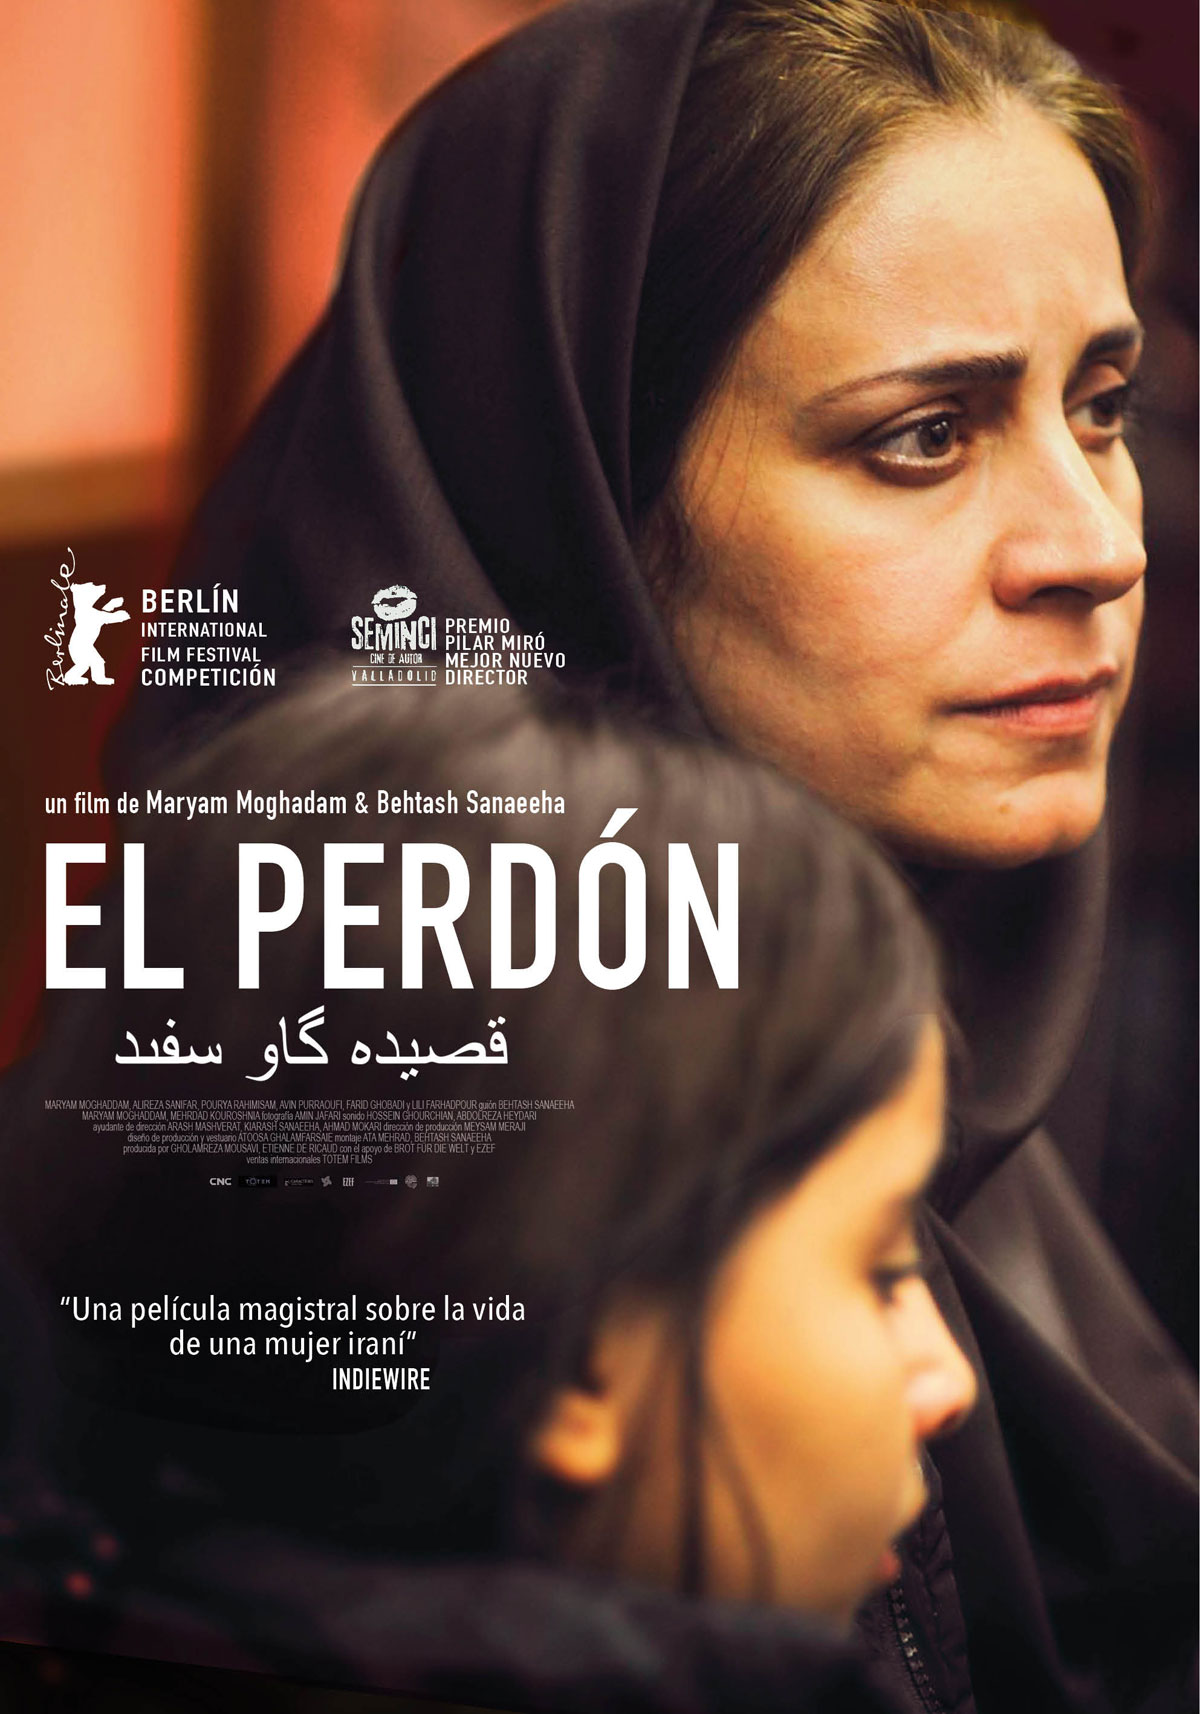 Berlinale
BERLÍN
INTERNATIONAL
FILM FESTIVAL
COMPETICIÓN
SEMINCI
CINE DE AUTOR
VALLADOLID
PREMIO
PILAR MIRÓ
MEJOR NUEVO
DIRECTOR
un film de Maryam Moghadam & Behtash Sanaeeha
EL PERDÓN
قصیده گاو سفید
MARYAM MOGHADDAM, ALIREZA SANIFAR, POURYA RAHIMISAM, AVIN PURRAOUFI, FARID GHOBADI y LILI FARHADPOUR guión BEHTASH SANAEEHA
MARYAM MOGHADDAM, MEHRDAD KOUROSHNIA fotografía AMIN JAFARI sonido HOSSEIN GHOURCHIAN, ABDOLREZA HEYDARI
ayudante de dirección ARASH MASHVERAT, KIARASH SANAEEHA, AHMAD MOKARI dirección de producción MEYSAM MERAJI
diseño de producción y vestuario ATOOSA GHALAMFARSAIE montaje ATA MEHRAD, BEHTASH SANAEEHA
producida por GHOLAMREZA MOUSAVI, ETIENNE DE RICAUD con el apoyo de BROT FÜR DIE WELT y EZEF
ventas internacionales TOTEM FILMS
CNC TOTEM CARACTERES EZEF
“Una película magistral sobre la vida
de una mujer iraní“
INDIEWIRE